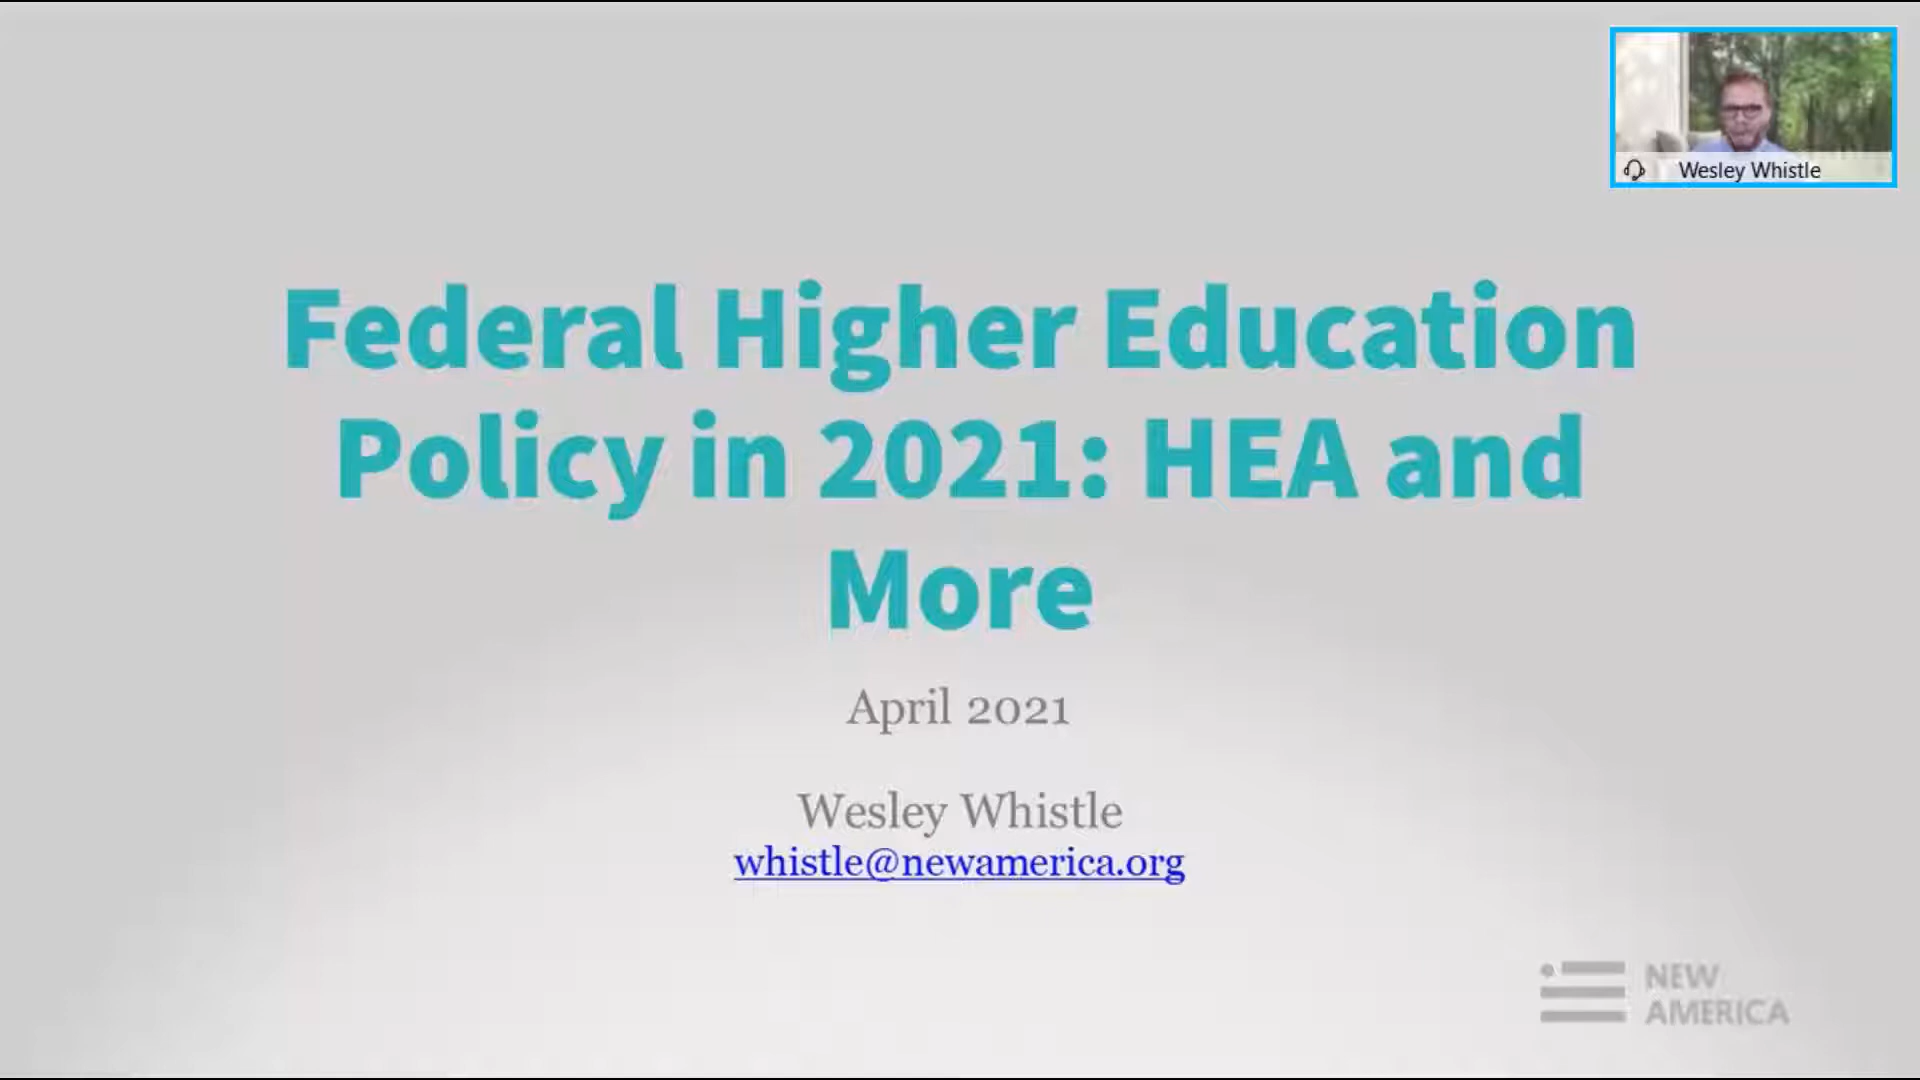 Wesley Whistle
Federal Higher Education
Policy in 2021: HEA and
More
April 2021
Wesley Whistle
whistle@newamerica.org
NEW
AMERICA